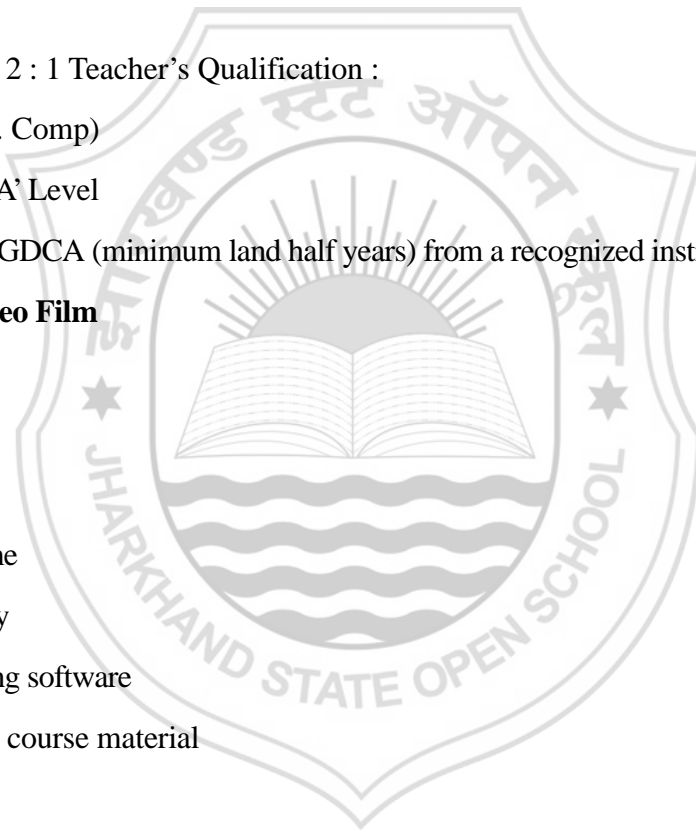 2 : 1 Teacher’s Qualification :
. Comp)
A’ Level
GDCA (minimum land half years) from a recognized inst
eo Film
ne
y
ng software
course material
झारखण्ड स्टेट ओपन स्कूल
JHARKHAND STATE OPEN SCHOOL